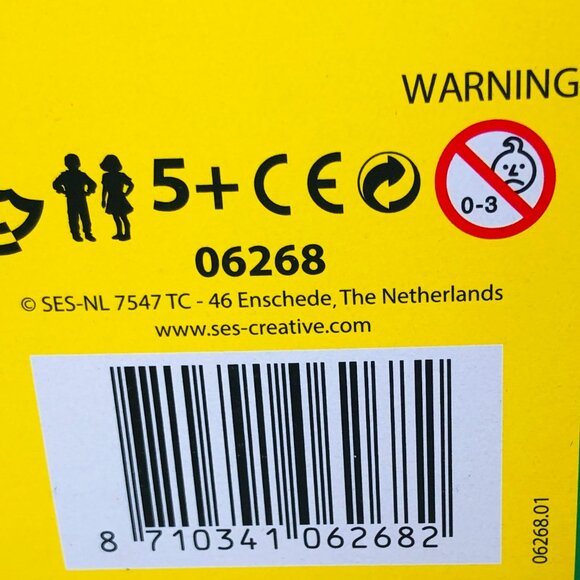 WARNING
5+ CE
0-3
06268
© SES-NL 7547 TC - 46 Enschede, The Netherlands
www.ses-creative.com
8 710341 062682
06268.01